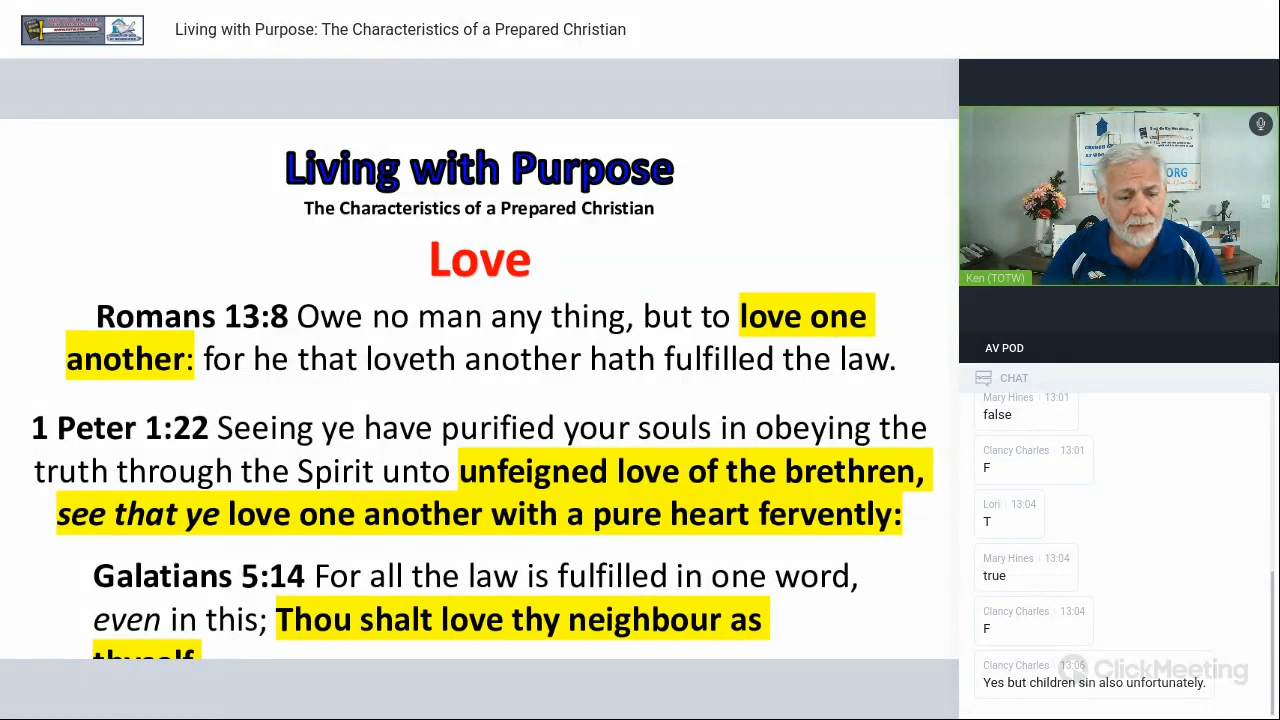 Living with Purpose: The Characteristics of a Prepared Christian
Living with Purpose
The Characteristics of a Prepared Christian
Love
Romans 13:8 Owe no man any thing, but to love one
another: for he that loveth another hath fulfilled the law.
1 Peter 1:22 Seeing ye have purified your souls in obeying the
truth through the Spirit unto unfeigned love of the brethren,
see that ye love one another with a pure heart fervently:
Galatians 5:14 For all the law is fulfilled in one word,
even in this; Thou shalt love thy neighbour as
thyself
Ken (TOTW)
AV POD
CHAT
Mary Hines 13:01
false
Clancy Charles 13:01
F
Lori 13:04
T
Mary Hines 13:04
true
Clancy Charles 13:04
F
Clancy Charles 13:06
Yes but children sin also unfortunately.
ClickMeeting